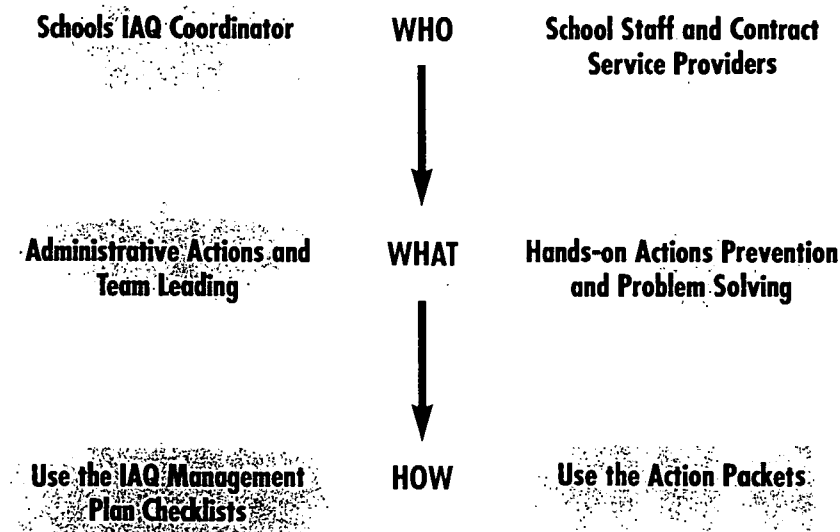 Schools IAQ Coordinator
WHO
School Staff and Contract
Service Providers
Administrative Actions and
Team Leading
WHAT
Hands-on Actions Prevention
and Problem Solving
Use the IAQ Management
Plan Checklists
HOW
Use the Action Packets